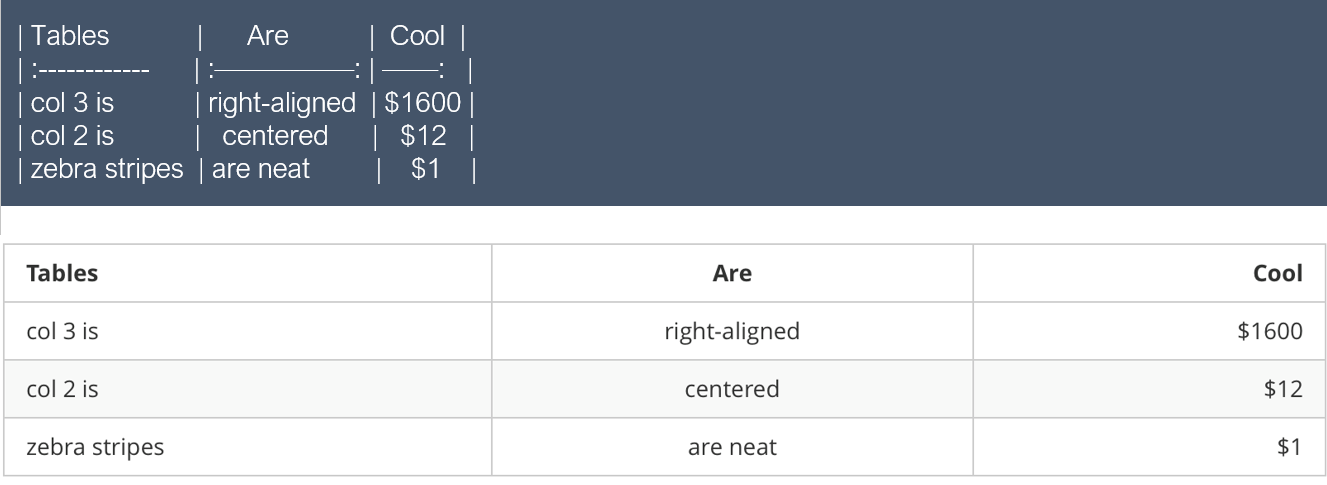 | Tables | Are | Cool |
| :------------- | :——————: | ———: |
| col 3 is | right-aligned | $1600 |
| col 2 is | centered | $12 |
| zebra stripes | are neat | $1 |
Tables Are Cool
col 3 is right-aligned $1600
col 2 is centered $12
zebra stripes are neat $1